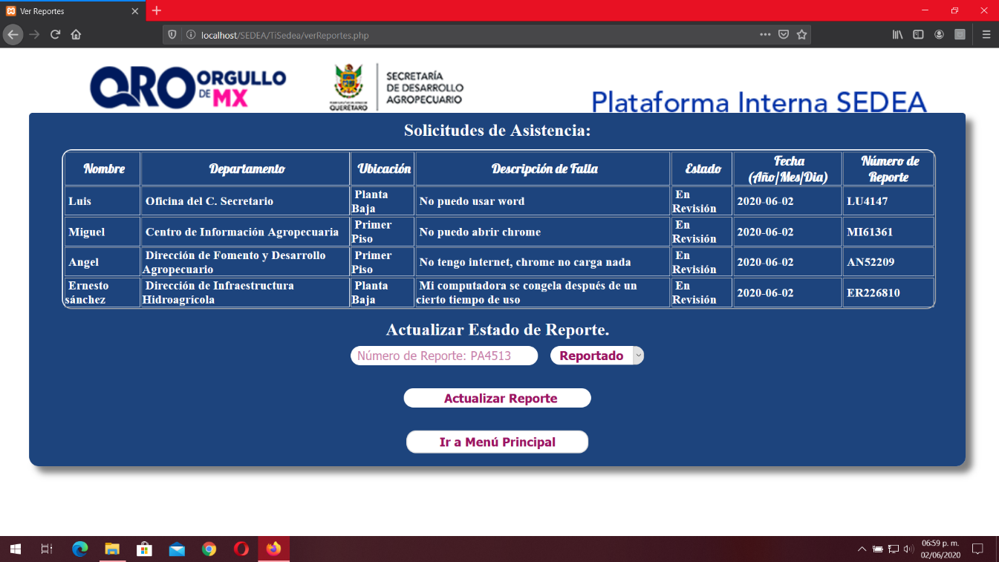 Ver Reportes
localhost/SEDEA/TiSedea/verReportes.php
QRO ORGULLO DE MX
QUERÉTARO
SECRETARÍA
DE DESARROLLO
AGROPECUARIO
Plataforma Interna SEDEA
Solicitudes de Asistencia:
Nombre Departamento Ubicación Descripción de Falla Estado Fecha (Año/Mes/Dia) Número de Reporte
Luis Oficina del C. Secretario Planta Baja No puedo usar word En Revisión 2020-06-02 LU4147
Miguel Centro de Información Agropecuaria Primer Piso No puedo abrir chrome En Revisión 2020-06-02 MI61361
Angel Dirección de Fomento y Desarrollo Agropecuario Primer Piso No tengo internet, chrome no carga nada En Revisión 2020-06-02 AN52209
Ernesto sánchez Dirección de Infraestructura Hidroagrícola Planta Baja Mi computadora se congela después de un cierto tiempo de uso En Revisión 2020-06-02 ER226810
Actualizar Estado de Reporte.
Número de Reporte: PA4513 Reportado
Actualizar Reporte
Ir a Menú Principal
06:59 p. m.
02/06/2020